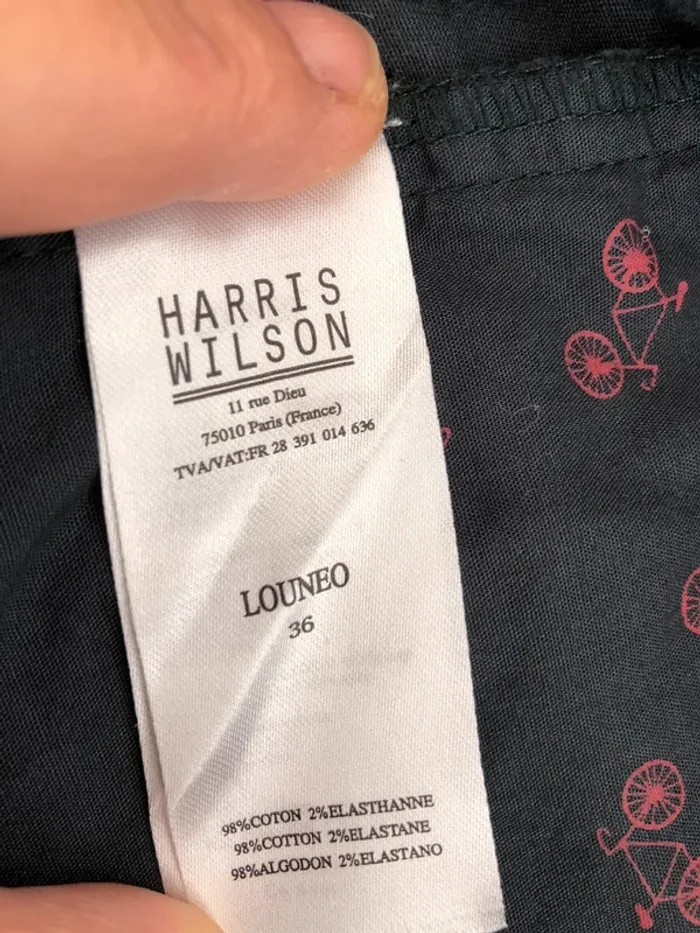 HARRIS
WILSON
11 rue Dieu
75010 Paris (France)
TVA/VAT:FR 28 391 014 636
LOUNEO
36
98%COTON 2%ELASTHANNE
98%COTTON 2%ELASTANE
98%ALGODON 2%ELASTANO